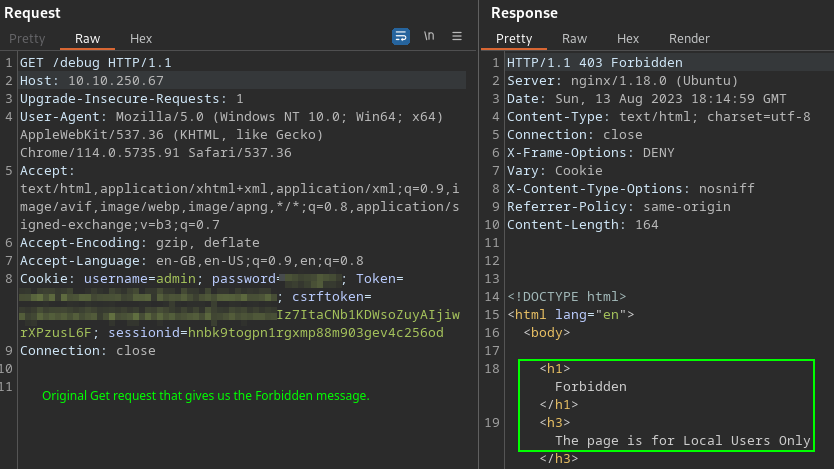 Request
Pretty Raw Hex \n
1 GET /debug HTTP/1.1
2 Host: 10.10.250.67
3 Upgrade-Insecure-Requests: 1
4 User-Agent: Mozilla/5.0 (Windows NT 10.0; Win64; x64)
AppleWebKit/537.36 (KHTML, like Gecko)
Chrome/114.0.5735.91 Safari/537.36
5 Accept:
text/html,application/xhtml+xml,application/xml;q=0.9,i
mage/avif,image/webp,image/apng,*/*;q=0.8,application/s
igned-exchange;v=b3;q=0.7
6 Accept-Encoding: gzip, deflate
7 Accept-Language: en-GB,en-US;q=0.9,en;q=0.8
8 Cookie: username=admin; password= ; Token=
; csrftoken=
Iz7ItaCNb1KDWsoZuyAIjiw
rXPzusL6F; sessionid=hnbk9togpn1rgxmp88m903gev4c256od
9 Connection: close
10
11
Original Get request that gives us the Forbidden message.
Response
Pretty Raw Hex Render
1 HTTP/1.1 403 Forbidden
2 Server: nginx/1.18.0 (Ubuntu)
3 Date: Sun, 13 Aug 2023 18:14:59 GMT
4 Content-Type: text/html; charset=utf-8
5 Connection: close
6 X-Frame-Options: DENY
7 Vary: Cookie
8 X-Content-Type-Options: nosniff
9 Referrer-Policy: same-origin
10 Content-Length: 164
11
12
13
14 <!DOCTYPE html>
15 <html lang="en">
16 <body>
17
18 <h1>
Forbidden
</h1>
19 <h3>
The page is for Local Users Only
</h3>